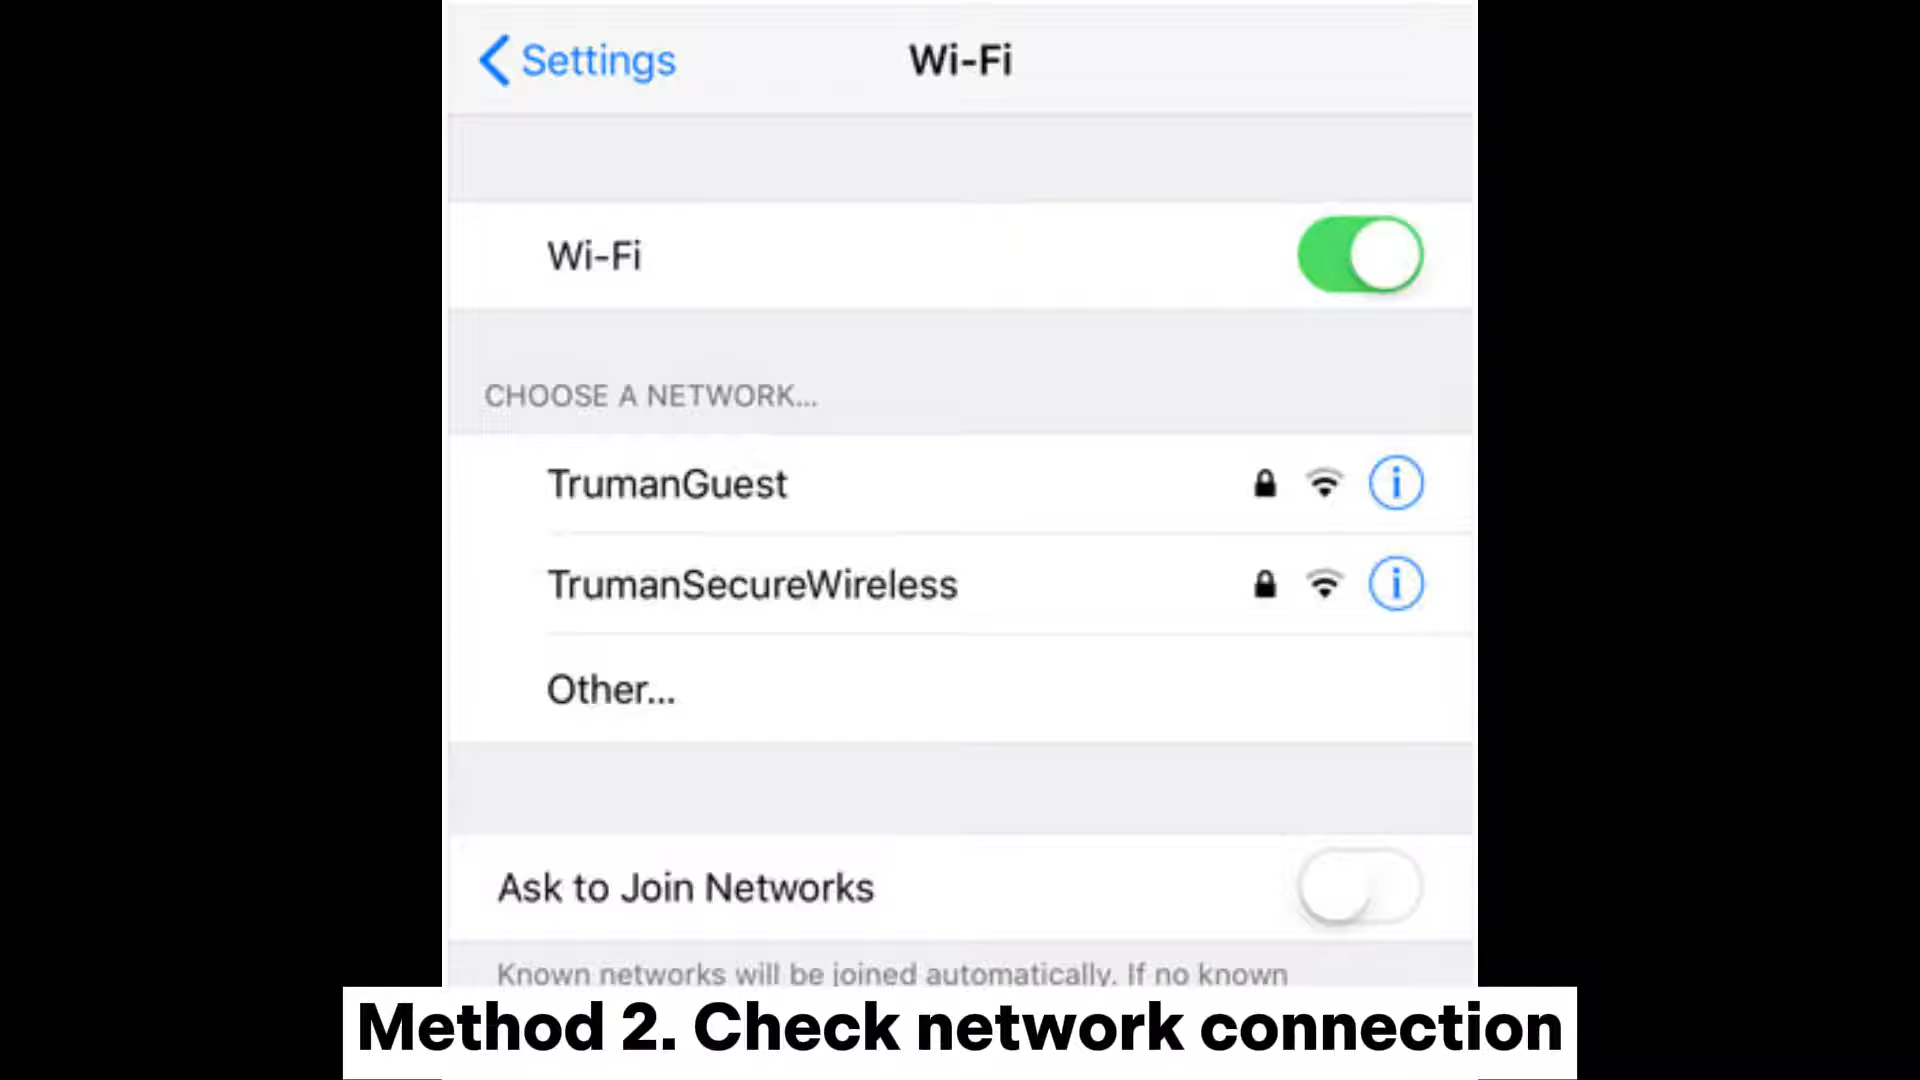 Settings
Wi-Fi
Wi-Fi
CHOOSE A NETWORK...
TrumanGuest
TrumanSecureWireless
Other...
Ask to Join Networks
Known networks will be joined automatically. If no known
Method 2. Check network connection